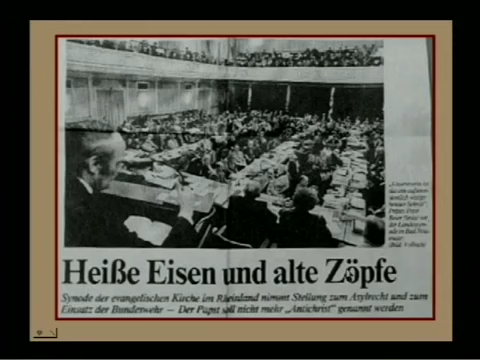 Heiße Eisen und alte Zöpfe
Synode der evangelischen Kirche im Rheinland nimmt Stellung zum Asylrecht und zum
Einsatz der Bundeswehr — Der Papst soll nicht mehr „Antichrist" genannt werden